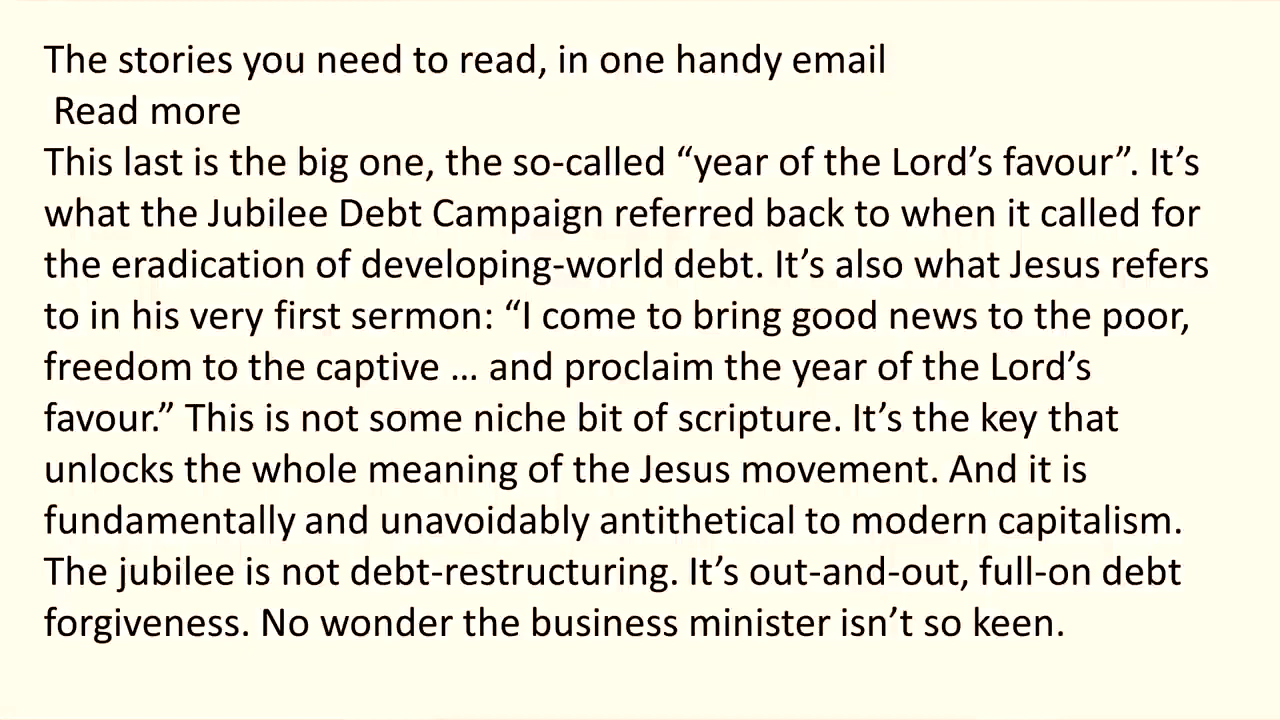 The stories you need to read, in one handy email
Read more
This last is the big one, the so-called “year of the Lord’s favour”. It’s
what the Jubilee Debt Campaign referred back to when it called for
the eradication of developing-world debt. It’s also what Jesus refers
to in his very first sermon: “I come to bring good news to the poor,
freedom to the captive … and proclaim the year of the Lord’s
favour.” This is not some niche bit of scripture. It’s the key that
unlocks the whole meaning of the Jesus movement. And it is
fundamentally and unavoidably antithetical to modern capitalism.
The jubilee is not debt-restructuring. It’s out-and-out, full-on debt
forgiveness. No wonder the business minister isn’t so keen.